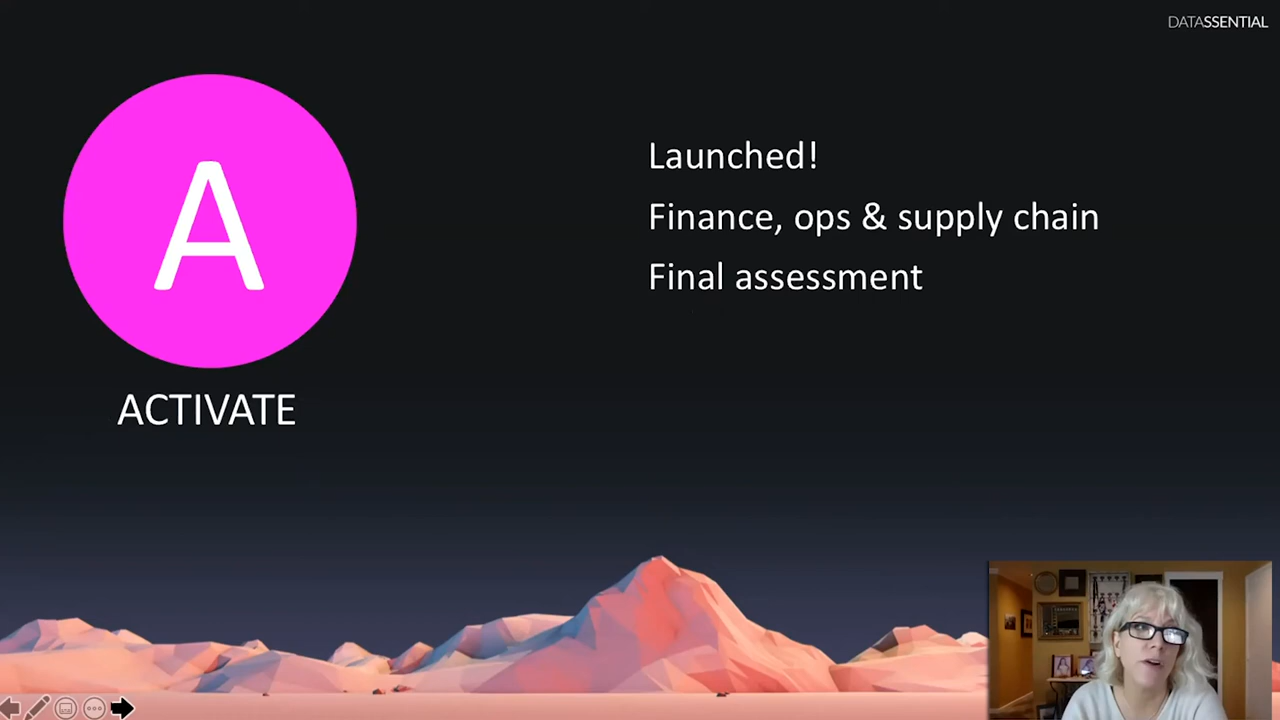 DATASSENTIAL
A
ACTIVATE
Launched!
Finance, ops & supply chain
Final assessment